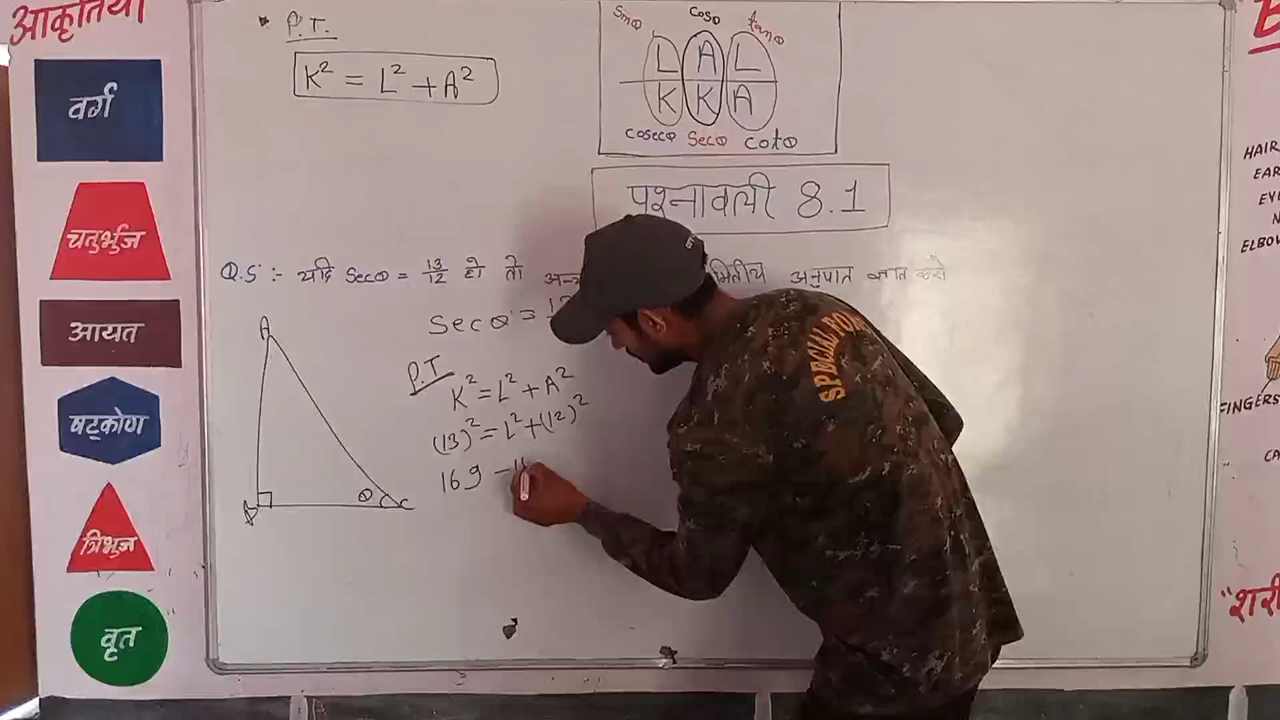 आकृतियाँ
वर्ग
चतुर्भुज
आयत
षट्कोण
त्रिभुज
वृत
P.T.
K² = L² + A²
Sinθ Cosθ tanθ
L A L
K K A
Cosecθ Secθ Cotθ
प्रश्नावली 8.1
Q.5 :- यदि Secθ = 13/12 हो तो अनुपात ज्ञात करो
Secθ =
P.T
K² = L² + A²
(13)² = L² + (12)²
169 -
A
θ
C
SPECIAL FOR
HAIR
EAR
ELBOW
FINGERS